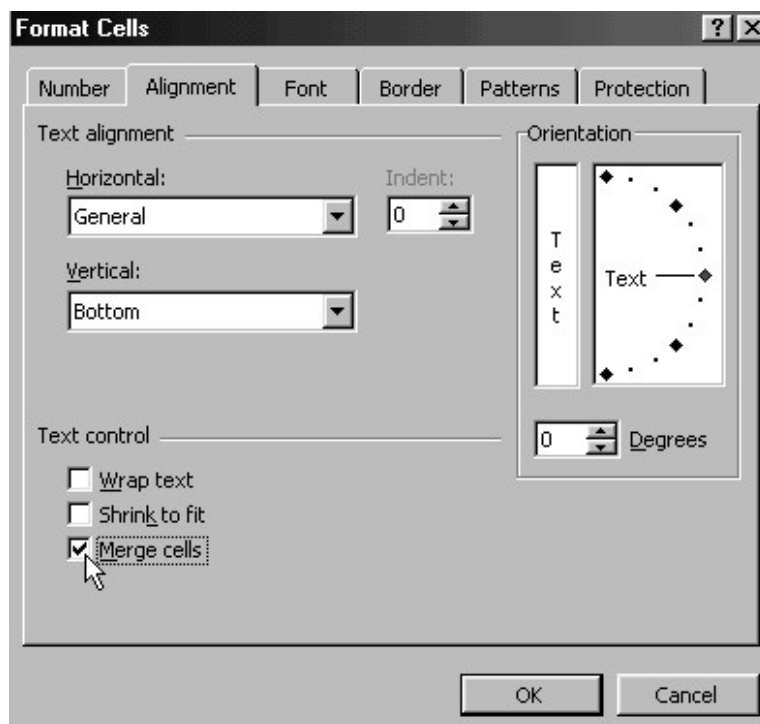 Format Cells
Number Alignment Font Border Patterns Protection
Text alignment
Horizontal:
General
Indent:
0
Vertical:
Bottom
Orientation
Text
Text
0 Degrees
Text control
Wrap text
Shrink to fit
Merge cells
OK Cancel